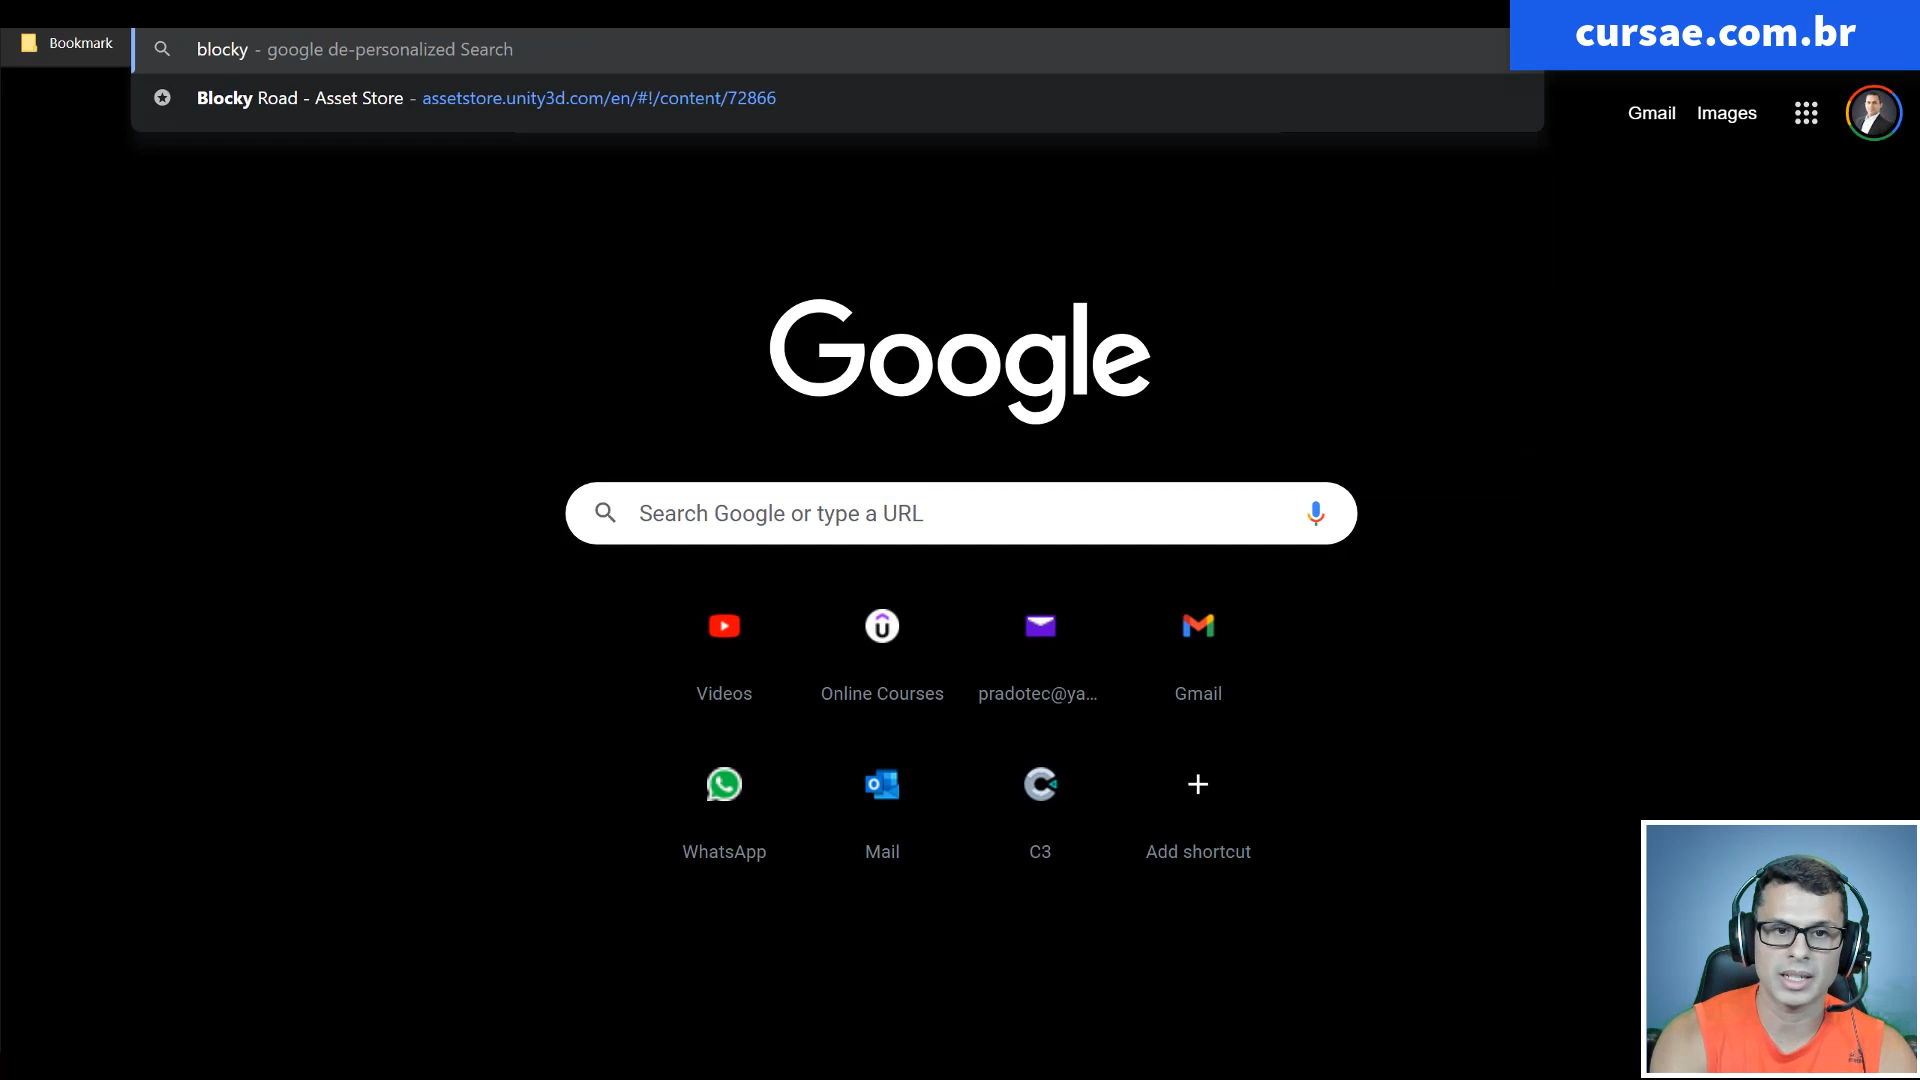 cursae.com.br
Bookmark
blocky - google de-personalized Search
Blocky Road - Asset Store - assetstore.unity3d.com/en/#!/content/72866
Gmail Images
Google
Search Google or type a URL
Videos Online Courses pradotec@ya... Gmail
WhatsApp Mail C3 Add shortcut